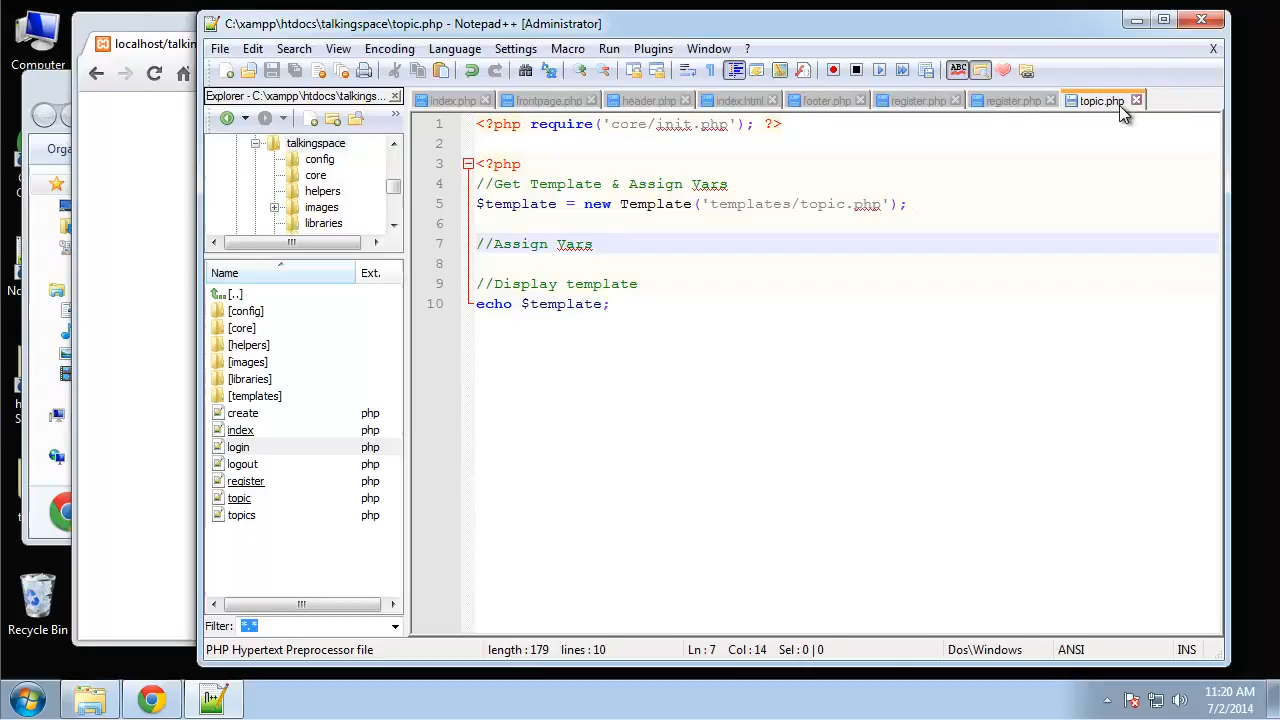 Computer
localhost/talkin
Orga
Recycle Bin
C:\xampp\htdocs\talkingspace\topic.php - Notepad++ [Administrator]
File Edit Search View Encoding Language Settings Macro Run Plugins Window ? X
Explorer - C:\xampp\htdocs\talkings...
index.php frontpage.php header.php index.html footer.php register.php register.php topic.php
talkingspace
config
core
helpers
images
libraries
Name Ext.
[..]
[config]
[core]
[helpers]
[images]
[libraries]
[templates]
create php
index php
login php
logout php
register php
topic php
topics php
Filter: *.*
1 <?php require('core/init.php'); ?>
2
3 <?php
4 //Get Template & Assign Vars
5 $template = new Template('templates/topic.php');
6
7 //Assign Vars
8
9 //Display template
10 echo $template;
PHP Hypertext Preprocessor file length : 179 lines : 10 Ln : 7 Col : 14 Sel : 0 | 0 Dos\Windows ANSI INS
11:20 AM
7/2/2014